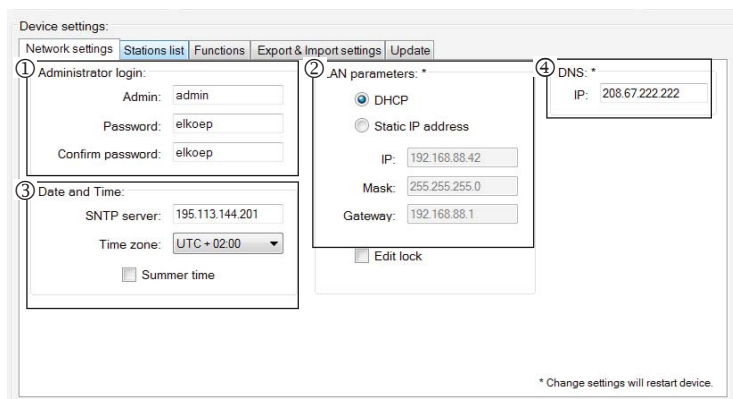 Device settings:
Network settings Stations list Functions Export & Import settings Update
① Administrator login:
Admin: admin
Password: elkoep
Confirm password: elkoep
② LAN parameters: *
DHCP
Static IP address
IP: 192.168.88.42
Mask: 255.255.255.0
Gateway: 192.168.88.1
Edit lock
③ Date and Time:
SNTP server: 195.113.144.201
Time zone: UTC + 02:00
Summer time
④ DNS: *
IP: 208.67.222.222
* Change settings will restart device.